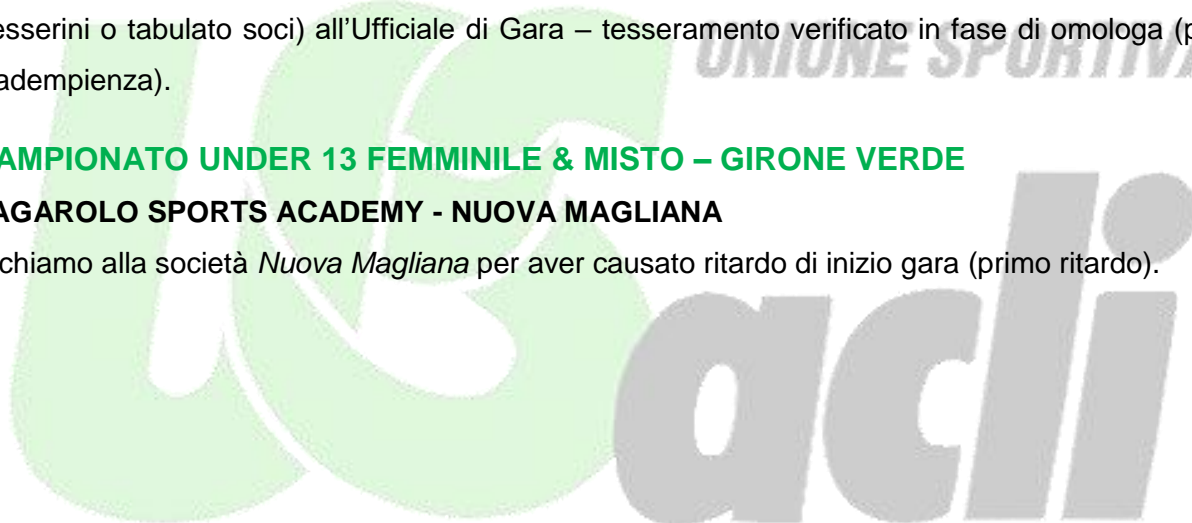 esserini o tabulato soci) all'Ufficiale di Gara – tesseramento verificato in fase di omologa (p
adempienza).
UNIONE SPORTIVA
AMPIONATO UNDER 13 FEMMINILE & MISTO – GIRONE VERDE
AGAROLO SPORTS ACADEMY - NUOVA MAGLIANA
chiamo alla società Nuova Magliana per aver causato ritardo di inizio gara (primo ritardo).
US
acli